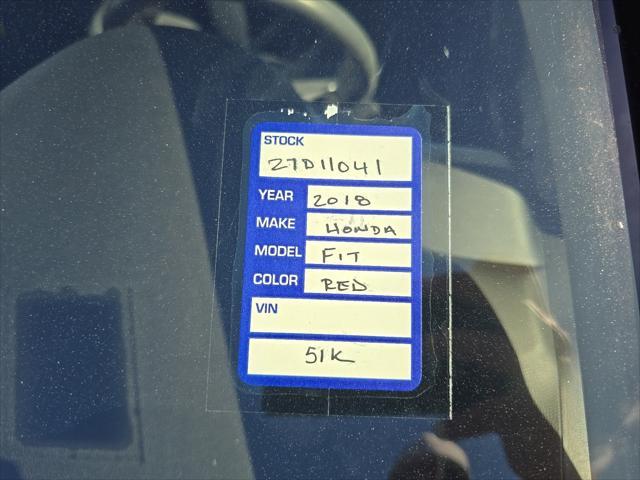 STOCK
27D11041
YEAR 2018
MAKE HONDA
MODEL FIT
COLOR RED
VIN
51K